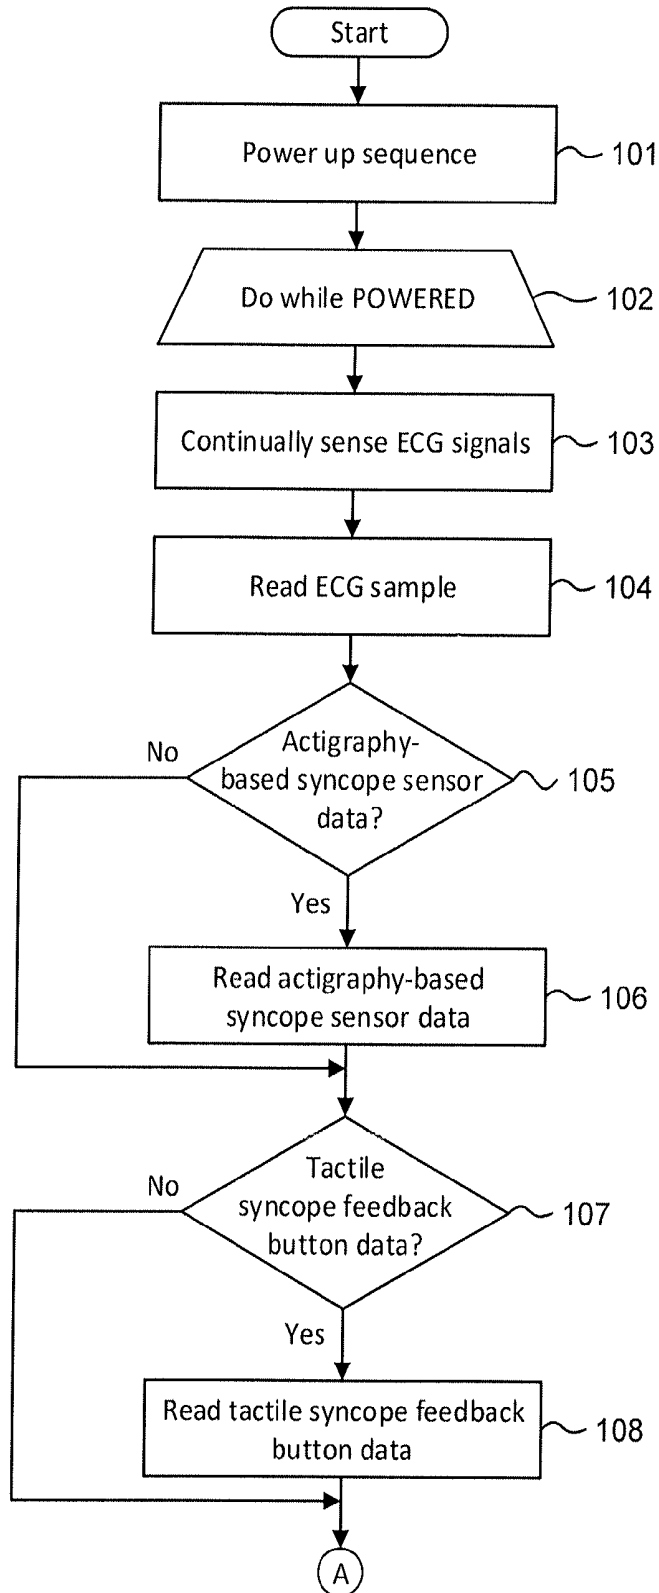 Start
Power up sequence
101
Do while POWERED
102
Continually sense ECG signals
103
Read ECG sample
104
No
Actigraphy-
based syncope sensor
data?
105
Yes
Read actigraphy-based
syncope sensor data
106
No
Tactile
syncope feedback
button data?
107
Yes
Read tactile syncope feedback
button data
108
A